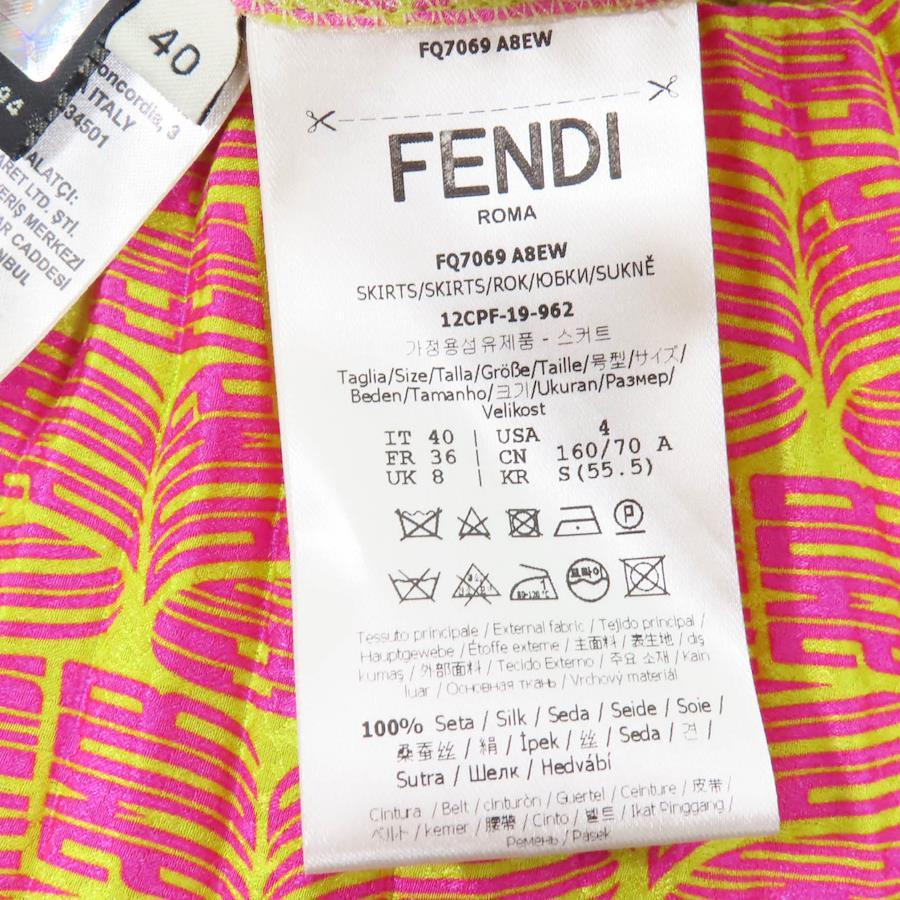 40
oncordia, 3
ITALY
34501
ALATÇI:
ARET LTD. ŞTİ.
VERİŞ MERKEZİ
AR CADDESİ
NBUL
FQ7069 A8EW
FENDI
ROMA
FQ7069 A8EW
SKIRTS/SKIRTS/ROK/ЮБКИ/SUKNĚ
12CPF-19-962
가정용섬유제품 - 스커트
Taglia/Size/Talla/Größe/Taille/号型/サイズ/
Beden/Tamanho/크기/Ukuran/Размер/
Velikost
IT 40 | USA 4
FR 36 | CN 160/70 A
UK 8 | KR S(55.5)
P
80-120°C
Tessuto principale / External fabric / Tejido principal /
Hauptgewebe / Étoffe externe / 主面料 / 表生地 / dış
kumaş / 外部面料 / Tecido Externo / 주요 소재 / Kain
luar / Основная ткань / Vrchový materiál
100% Seta / Silk / Seda / Seide / Soie /
桑蚕丝 / 絹 / İpek / 丝 / Seda / 견 /
Sutra / Шелк / Hedvábí
Cintura / Belt / cinturòn / Guertel / Ceinture / 皮带 /
ベルト / kemer / 腰帶 / Cinto / 벨트 / Ikat Pinggang /
Ремень / Pásek